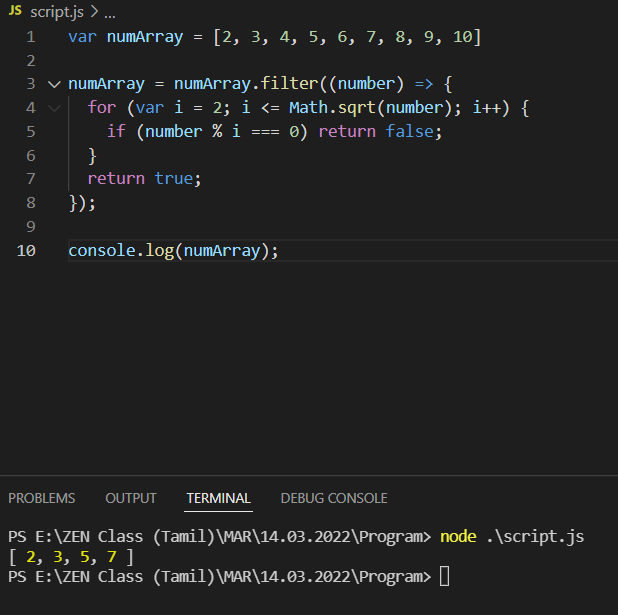 JS script.js > ...
1 var numArray = [2, 3, 4, 5, 6, 7, 8, 9, 10]
2
3 numArray = numArray.filter((number) => {
4   for (var i = 2; i <= Math.sqrt(number); i++) {
5     if (number % i === 0) return false;
6   }
7   return true;
8 });
9
10 console.log(numArray);
PROBLEMS OUTPUT TERMINAL DEBUG CONSOLE
PS E:\ZEN Class (Tamil)\MAR\14.03.2022\Program> node .\script.js
[ 2, 3, 5, 7 ]
PS E:\ZEN Class (Tamil)\MAR\14.03.2022\Program>